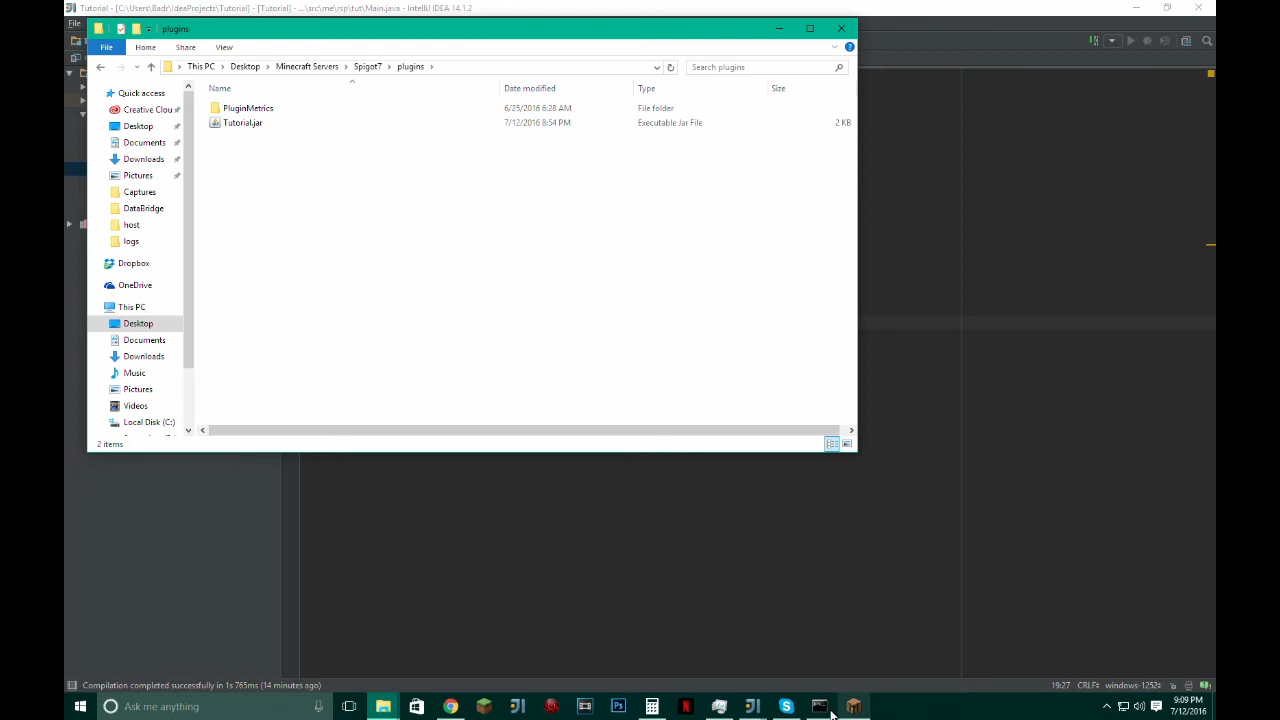 Tutorial - [C:\Users\Badr\IdeaProjects\Tutorial] - [Tutorial] - ...\src\me\rsp\tut\Main.java - IntelliJ IDEA 14.1.2
File
plugins
File Home Share View
This PC > Desktop > Minecraft Servers > Spigot7 > plugins >
Search plugins
Name Date modified Type Size
PluginMetrics 6/25/2016 6:28 AM File folder
Tutorial.jar 7/12/2016 8:54 PM Executable Jar File 2 KB
Quick access
Creative Clou
Desktop
Documents
Downloads
Pictures
Captures
DataBridge
host
logs
Dropbox
OneDrive
This PC
Desktop
Documents
Downloads
Music
Pictures
Videos
Local Disk (C:)
2 items
Compilation completed successfully in 1s 765ms (14 minutes ago)
19:27 CRLF÷ windows-1252÷
Ask me anything
Ps
9:09 PM
7/12/2016